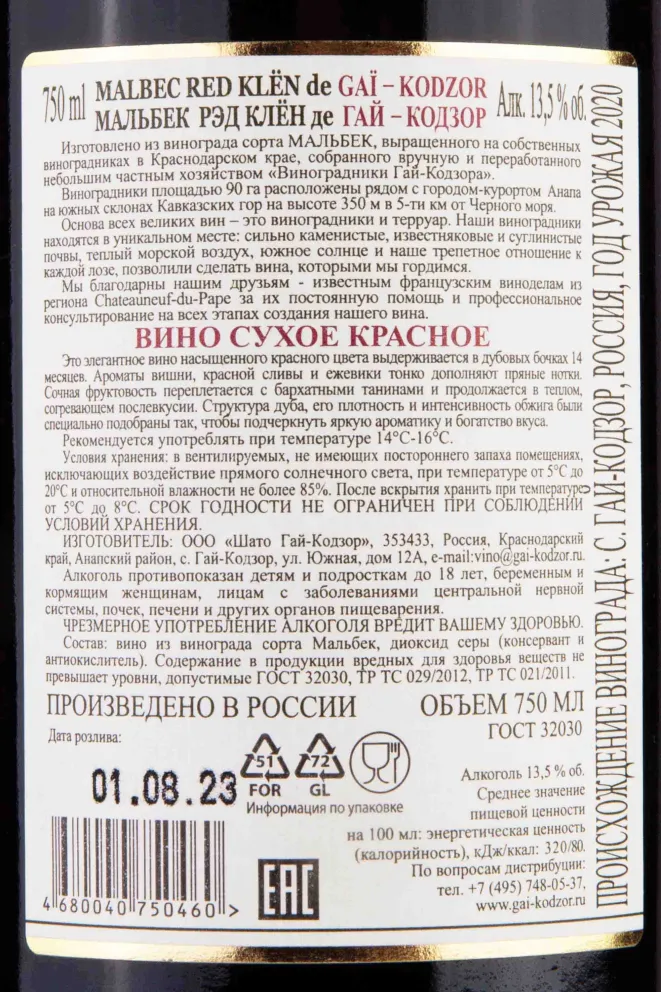 750 ml
MALBEC RED KLЁN de GAÏ – KODZOR
МАЛЬБЕК РЭД КЛЁН де ГАЙ – КОДЗОР
Алк. 13,5 % об.
Изготовлено из винограда сорта МАЛЬБЕК, выращенного на собственных
виноградниках в Краснодарском крае, собранного вручную и переработанного
небольшим частным хозяйством «Виноградники Гай-Кодзора».
Виноградники площадью 90 га расположены рядом с городом-курортом Анапа
на южных склонах Кавказских гор на высоте 350 м в 5-ти км от Черного моря.
Основа всех великих вин – это виноградники и терруар. Наши виноградники
находятся в уникальном месте: сильно каменистые, известняковые и суглинистые
почвы, теплый морской воздух, южное солнце и наше трепетное отношение к
каждой лозе, позволили сделать вина, которыми мы гордимся.
Мы благодарны нашим друзьям - известным французским виноделам из
региона Chateauneuf-du-Pape за их постоянную помощь и профессиональное
консультирование на всех этапах создания нашего вина.
ВИНО СУХОЕ КРАСНОЕ
Это элегантное вино насыщенного красного цвета выдерживается в дубовых бочках 14
месяцев. Ароматы вишни, красной сливы и ежевики тонко дополняют пряные нотки.
Сочная фруктовость переплетается с бархатными танинами и продолжается в теплом,
согревающем послевкусии. Структура дуба, его плотность и интенсивность обжига были
специально подобраны так, чтобы подчеркнуть яркую ароматику и богатство вкуса.
Рекомендуется употреблять при температуре 14°С-16°С.
Условия хранения: в вентилируемых, не имеющих постороннего запаха помещениях,
исключающих воздействие прямого солнечного света, при температуре от 5°С до
20°С и относительной влажности не более 85%. После вскрытия хранить при температуре
от 5°С до 8°С. СРОК ГОДНОСТИ НЕ ОГРАНИЧЕН ПРИ СОБЛЮДЕНИИ
УСЛОВИЙ ХРАНЕНИЯ.
ИЗГОТОВИТЕЛЬ: ООО «Шато Гай-Кодзор», 353433, Россия, Краснодарский
край, Анапский район, с. Гай-Кодзор, ул. Южная, дом 12А, e-mail:vino@gai-kodzor.ru.
Алкоголь противопоказан детям и подросткам до 18 лет, беременным и
кормящим женщинам, лицам с заболеваниями центральной нервной
системы, почек, печени и других органов пищеварения.
ЧРЕЗМЕРНОЕ УПОТРЕБЛЕНИЕ АЛКОГОЛЯ ВРЕДИТ ВАШЕМУ ЗДОРОВЬЮ.
Состав: вино из винограда сорта Мальбек, диоксид серы (консервант и
антиокислитель). Содержание в продукции вредных для здоровья веществ не
превышает уровни, допустимые ГОСТ 32030, ТР ТС 029/2012, ТР ТС 021/2011.
ПРОИЗВЕДЕНО В РОССИИ
ОБЪЕМ 750 МЛ
ГОСТ 32030
Дата розлива:
01.08.23
51
FOR
72
GL
Информация по упаковке
Алкоголь 13,5 % об.
Среднее значение
пищевой ценности
на 100 мл: энергетическая ценность
(калорийность), кДж/ккал: 320/80.
По вопросам дистрибуции:
тел. +7 (495) 748-05-37,
www.gai-kodzor.ru
4 680040 750460 >
ЕАС
ПРОИСХОЖДЕНИЕ ВИНОГРАДА: С. ГАЙ-КОДЗОР, РОССИЯ, ГОД УРОЖАЯ 2020